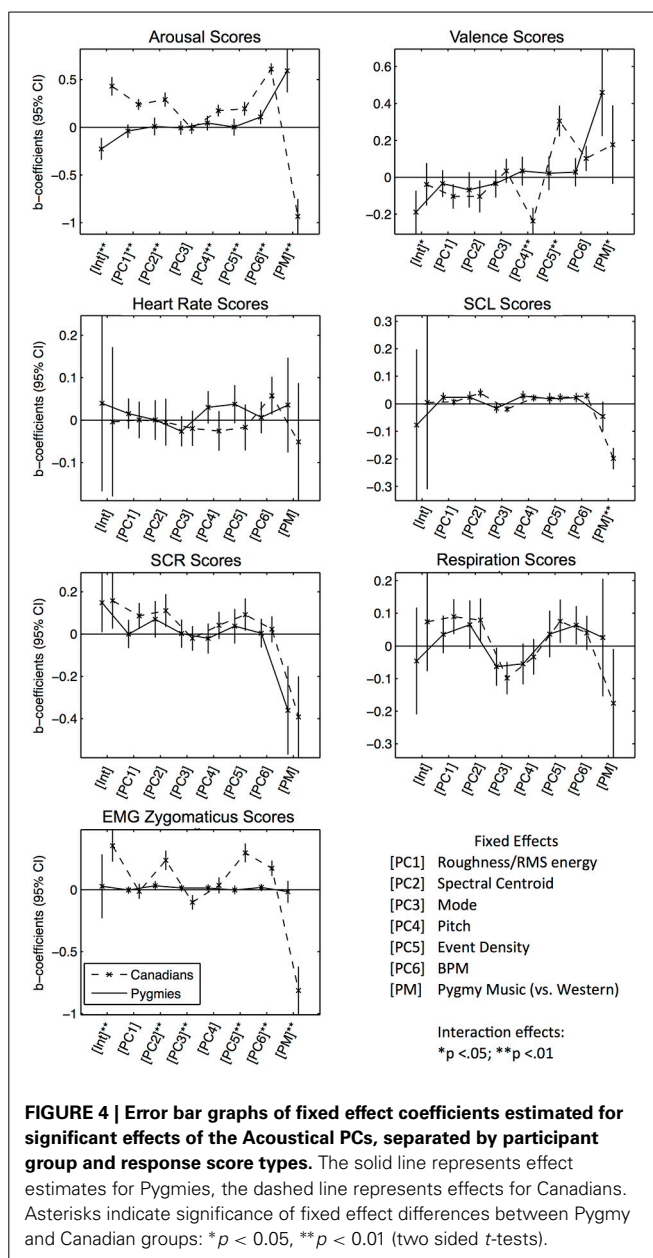 Arousal Scores
b-coefficients (95% CI)
0.5
0
−0.5
−1
[Int]** [PC1]** [PC2]** [PC3] [PC4]** [PC5]** [PC6]** [PM]**
Valence Scores
0.6
0.4
0.2
0
−0.2
[Int]* [PC1] [PC2] [PC3] [PC4]** [PC5]** [PC6] [PM]*
Heart Rate Scores
b-coefficients (95% CI)
0.2
0.1
0
−0.1
[Int] [PC1] [PC2] [PC3] [PC4] [PC5] [PC6] [PM]
SCL Scores
0.3
0.2
0.1
0
−0.1
−0.2
−0.3
[Int] [PC1] [PC2] [PC3] [PC4] [PC5] [PC6] [PM]**
SCR Scores
b-coefficients (95% CI)
0.2
0
−0.2
−0.4
[Int] [PC1] [PC2] [PC3] [PC4] [PC5] [PC6] [PM]
Respiration Scores
0.2
0.1
0
−0.1
−0.2
−0.3
[Int] [PC1] [PC2] [PC3] [PC4] [PC5] [PC6] [PM]
EMG Zygomaticus Scores
b-coefficients (95% CI)
0
−0.5
−1
Canadians
Pygmies
[Int]** [PC1] [PC2]** [PC3]** [PC4] [PC5]** [PC6]** [PM]**
Fixed Effects
[PC1] Roughness/RMS energy
[PC2] Spectral Centroid
[PC3] Mode
[PC4] Pitch
[PC5] Event Density
[PC6] BPM
[PM] Pygmy Music (vs. Western)
Interaction effects:
*p <.05; **p <.01
FIGURE 4 | Error bar graphs of fixed effect coefficients estimated for
significant effects of the Acoustical PCs, separated by participant
group and response score types. The solid line represents effect
estimates for Pygmies, the dashed line represents effects for Canadians.
Asterisks indicate significance of fixed effect differences between Pygmy
and Canadian groups: *p < 0.05, **p < 0.01 (two sided t-tests).